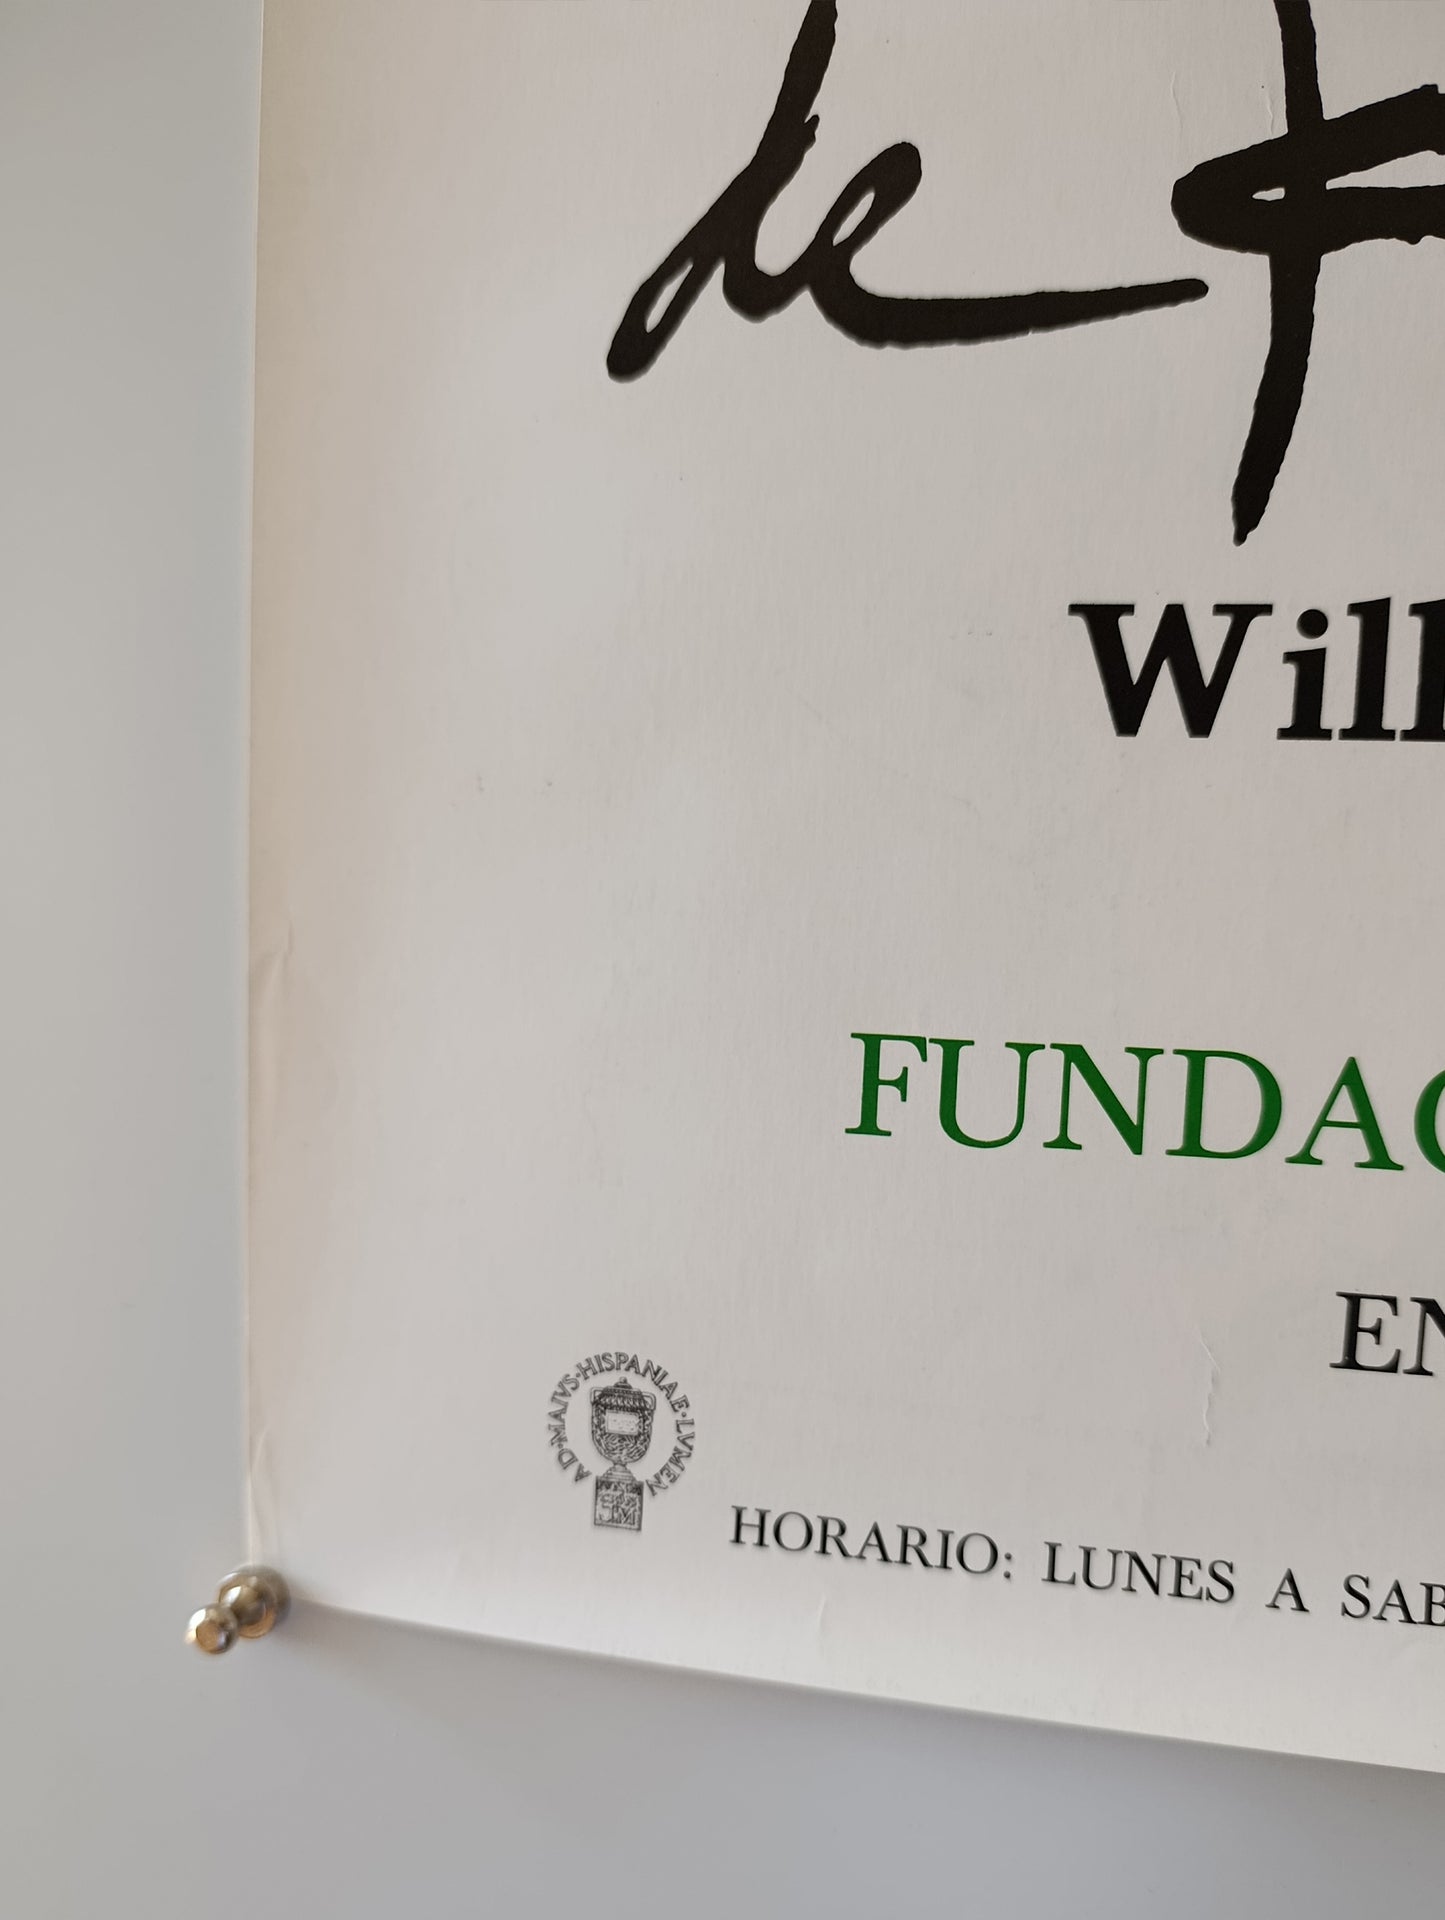 de
Will
FUNDAC
EN
AD·MAIVS·HISPANIAE·LVMEN
HORARIO: LUNES A SAB